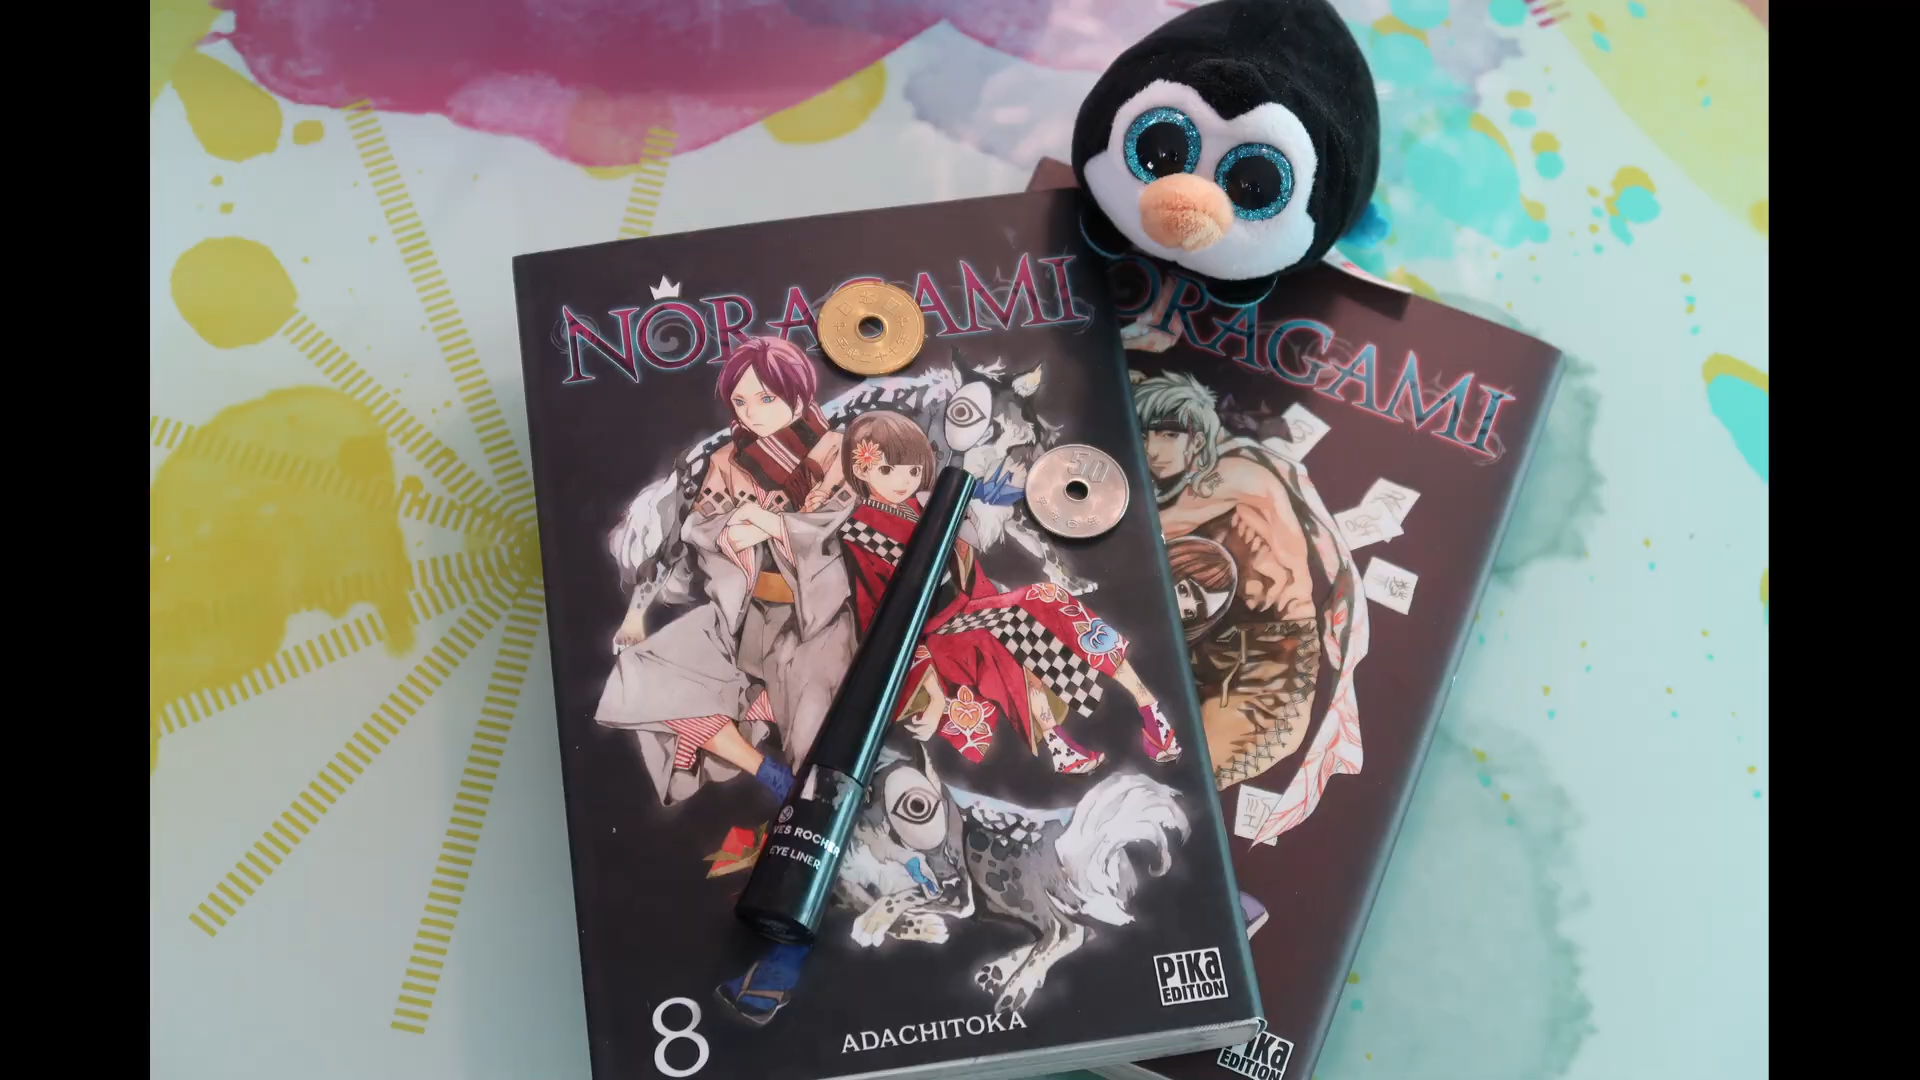 NORAGAMI
ORAGAMI
50
YVES ROCHER
EYE LINER
PIKA
EDITION
8
ADACHITOKA
PIKA
EDITION